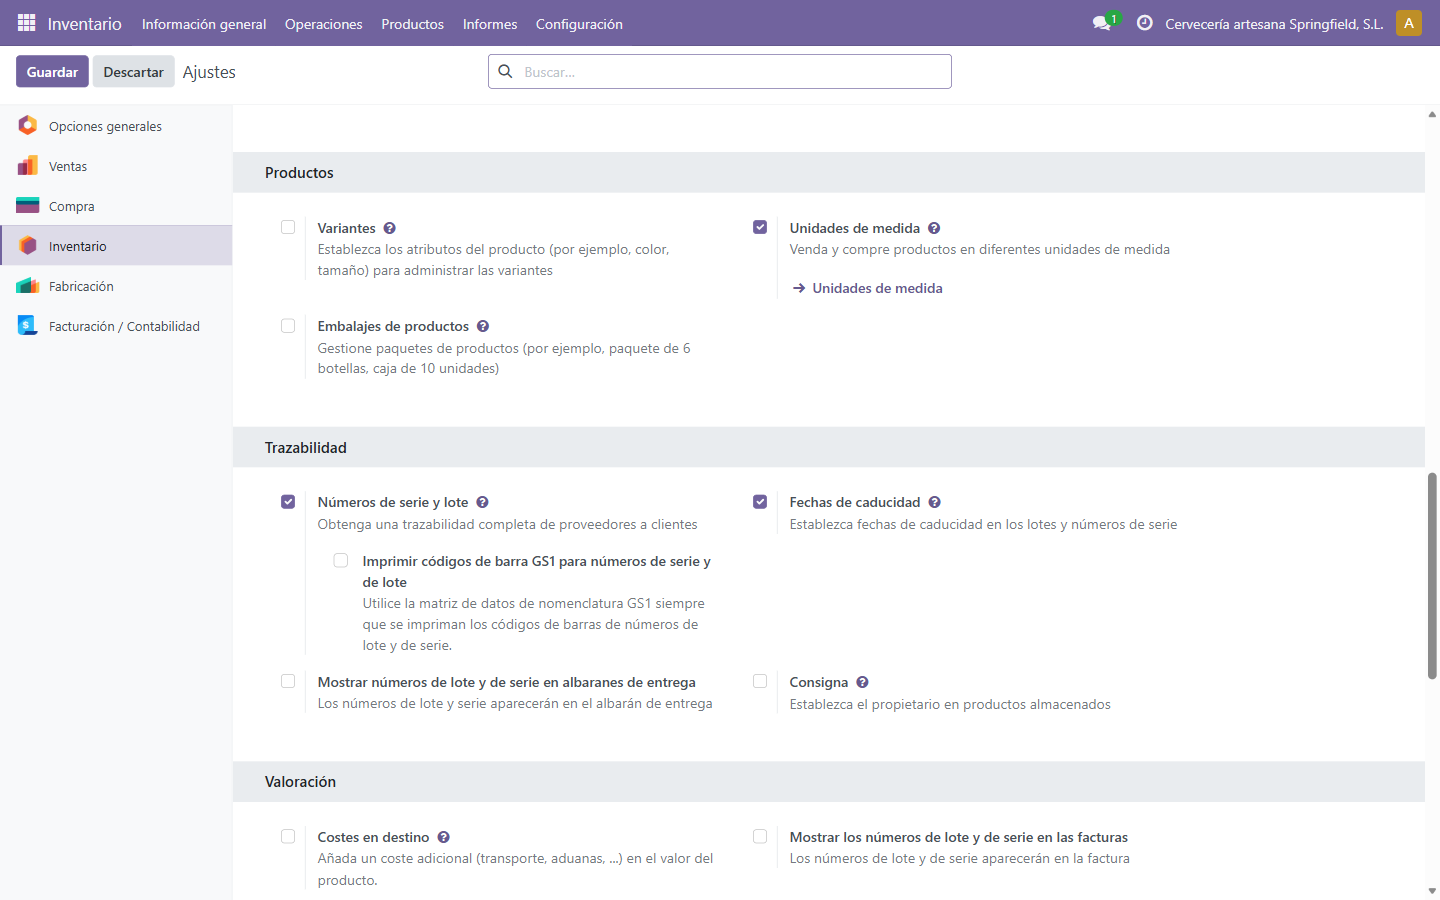 Inventario Información general Operaciones Productos Informes Configuración 1 Cervecería artesana Springfield, S.L. A
Guardar Descartar Ajustes Buscar...
Opciones generales
Ventas
Compra
Inventario
Fabricación
Facturación / Contabilidad
Productos
Variantes
Establezca los atributos del producto (por ejemplo, color,
tamaño) para administrar las variantes
Unidades de medida
Venda y compre productos en diferentes unidades de medida
Unidades de medida
Embalajes de productos
Gestione paquetes de productos (por ejemplo, paquete de 6
botellas, caja de 10 unidades)
Trazabilidad
Números de serie y lote
Obtenga una trazabilidad completa de proveedores a clientes
Imprimir códigos de barra GS1 para números de serie y
de lote
Utilice la matriz de datos de nomenclatura GS1 siempre
que se impriman los códigos de barras de números de
lote y de serie.
Fechas de caducidad
Establezca fechas de caducidad en los lotes y números de serie
Mostrar números de lote y de serie en albaranes de entrega
Los números de lote y serie aparecerán en el albarán de entrega
Consigna
Establezca el propietario en productos almacenados
Valoración
Costes en destino
Añada un coste adicional (transporte, aduanas, ...) en el valor del
producto.
Mostrar los números de lote y de serie en las facturas
Los números de lote y de serie aparecerán en la factura